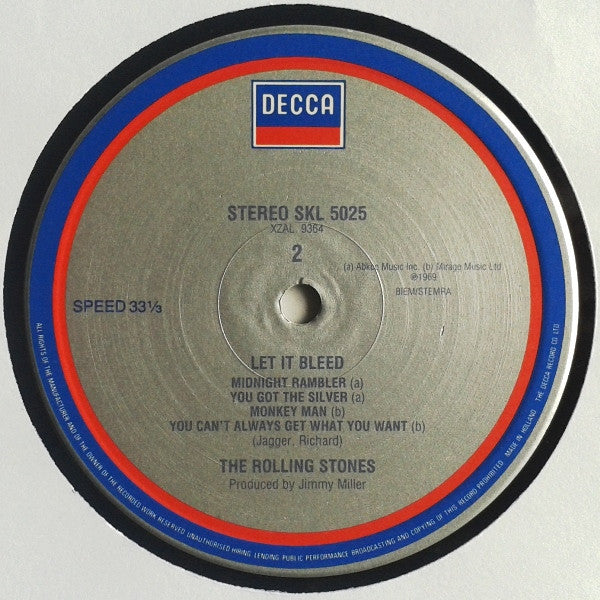 DECCA
STEREO SKL 5025
XZAL 9364
2
(a) Abkco Music Inc. (b) Mirage Music Ltd
℗1969
BIEM/STEMRA
SPEED 33⅓
LET IT BLEED
MIDNIGHT RAMBLER (a)
YOU GOT THE SILVER (a)
MONKEY MAN (b)
YOU CAN'T ALWAYS GET WHAT YOU WANT (b)
(Jagger, Richard)
THE ROLLING STONES
Produced by Jimmy Miller
ALL RIGHTS OF THE MANUFACTURER AND OF THE OWNER OF THE RECORDED WORK RESERVED UNAUTHORISED HIRING, LENDING PUBLIC PERFORMANCE BROADCASTING AND COPYING OF THIS RECORD PROHIBITED MADE IN HOLLAND THE DECCA RECORD CO LTD